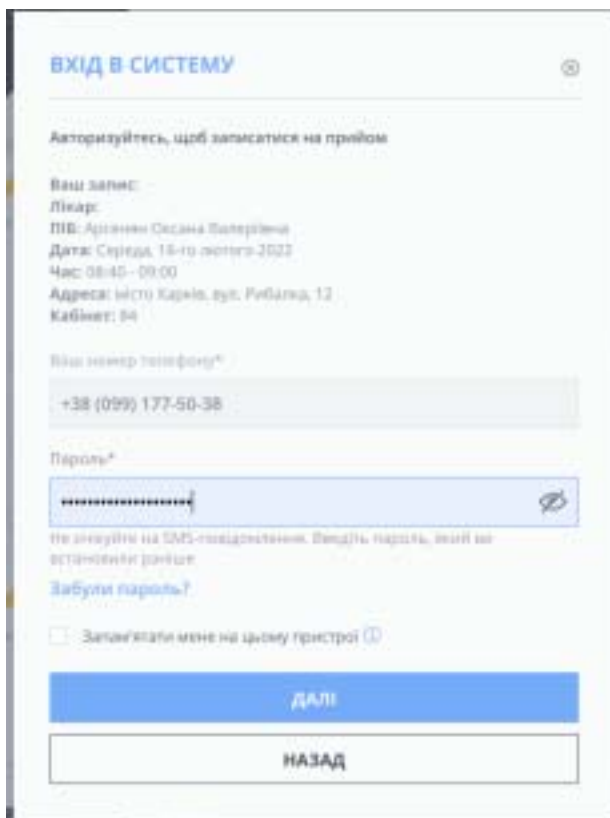 ВХІД В СИСТЕМУ
Авторизуйтесь, щоб записатися на прийом
Ваш запис:
Лікар:
ПІБ: Оксана Валеріївна
Дата: Середа, 16-го лютого 2022
Час: 08:40 - 09:00
Адреса: місто Харків, вул. Рибалка, 12
Кабінет: 84
Ваш номер телефону*
+38 (099) 177-50-38
Пароль*
Не очікуйте на SMS-повідомлення. Введіть пароль, який ви
встановили раніше
Забули пароль?
Запам'ятати мене на цьому пристрої
ДАЛІ
НАЗАД